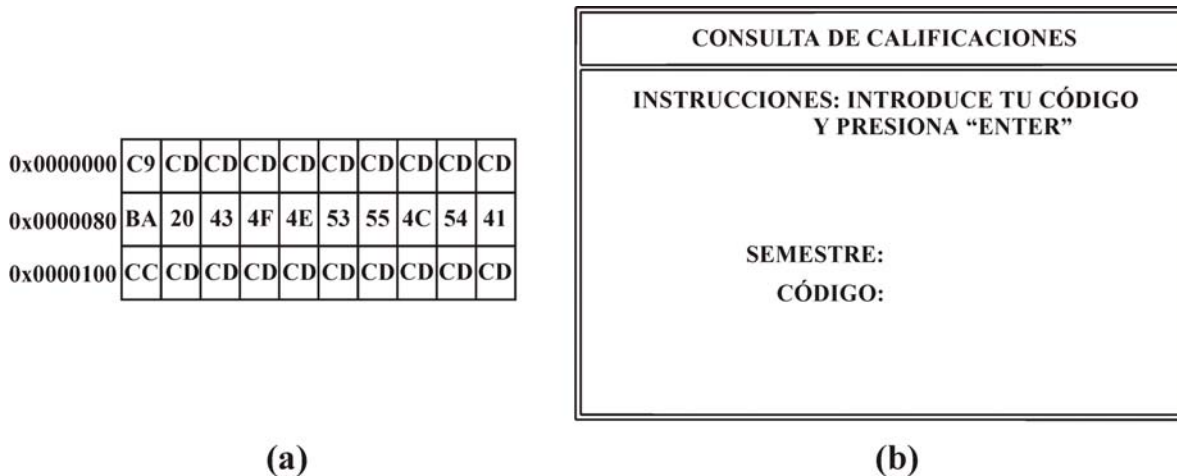 0x0000000 C9 CD CD CD CD CD CD CD CD CD
0x0000080 BA 20 43 4F 4E 53 55 4C 54 41
0x0000100 CC CD CD CD CD CD CD CD CD CD
(a)
CONSULTA DE CALIFICACIONES
INSTRUCCIONES: INTRODUCE TU CÓDIGO
Y PRESIONA “ENTER”
SEMESTRE:
CÓDIGO:
(b)